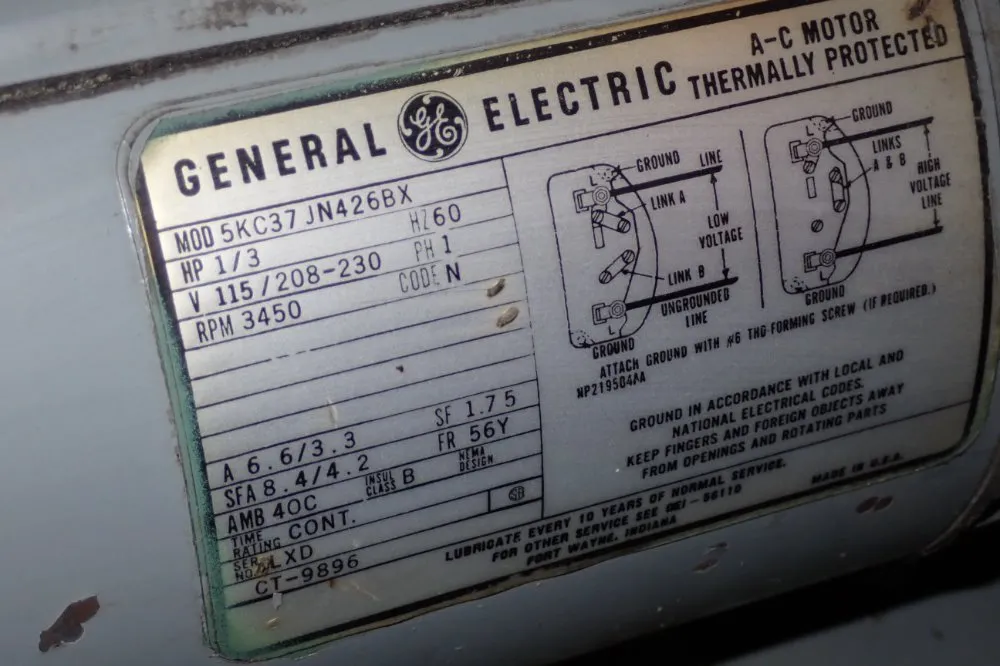 GENERAL GE ELECTRIC
A-C MOTOR
THERMALLY PROTECTED
MOD 5KC37JN426BX
HP 1/3 HZ 60
V 115/208-230 PH 1
RPM 3450 CODE N
A 6.6/3.3 SF 1.75
SFA 8.4/4.2 FR 56Y
AMB 40C INSUL CLASS B NEMA DESIGN
TIME RATING CONT.
SER. NO. LXD
CT-9896
GROUND
LINE
L
LINK A
LOW
VOLTAGE
LINK B
L
UNGROUNDED
LINE
GROUND
GROUND
L
LINKS
A & B
HIGH
VOLTAGE
LINE
L
GROUND
ATTACH GROUND WITH #6 THD FORMING SCREW (IF REQUIRED.)
NP219504AA
GROUND IN ACCORDANCE WITH LOCAL AND
NATIONAL ELECTRICAL CODES.
KEEP FINGERS AND FOREIGN OBJECTS AWAY
FROM OPENINGS AND ROTATING PARTS
LUBRICATE EVERY 10 YEARS OF NORMAL SERVICE.
FOR OTHER SERVICE SEE GEI-56110
FORT WAYNE, INDIANA
MADE IN U.S.A.